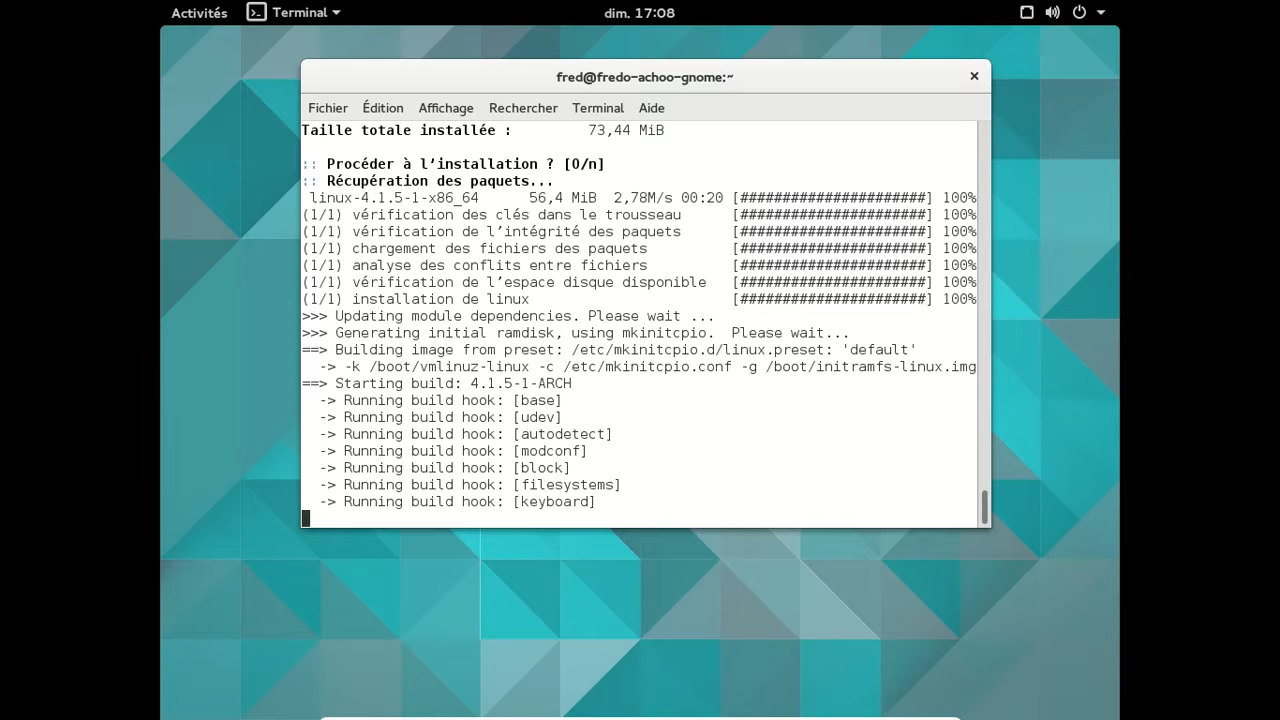 Activités Terminal dim. 17:08
fred@fredo-achoo-gnome:~
Fichier Édition Affichage Rechercher Terminal Aide
Taille totale installée : 73,44 MiB
:: Procéder à l’installation ? [O/n]
:: Récupération des paquets...
linux-4.1.5-1-x86_64 56,4 MiB 2,78M/s 00:20 [######################] 100%
(1/1) vérification des clés dans le trousseau [######################] 100%
(1/1) vérification de l’intégrité des paquets [######################] 100%
(1/1) chargement des fichiers des paquets [######################] 100%
(1/1) analyse des conflits entre fichiers [######################] 100%
(1/1) vérification de l’espace disque disponible [######################] 100%
(1/1) installation de linux [######################] 100%
>>> Updating module dependencies. Please wait ...
>>> Generating initial ramdisk, using mkinitcpio. Please wait...
==> Building image from preset: /etc/mkinitcpio.d/linux.preset: 'default'
-> -k /boot/vmlinuz-linux -c /etc/mkinitcpio.conf -g /boot/initramfs-linux.img
==> Starting build: 4.1.5-1-ARCH
-> Running build hook: [base]
-> Running build hook: [udev]
-> Running build hook: [autodetect]
-> Running build hook: [modconf]
-> Running build hook: [block]
-> Running build hook: [filesystems]
-> Running build hook: [keyboard]